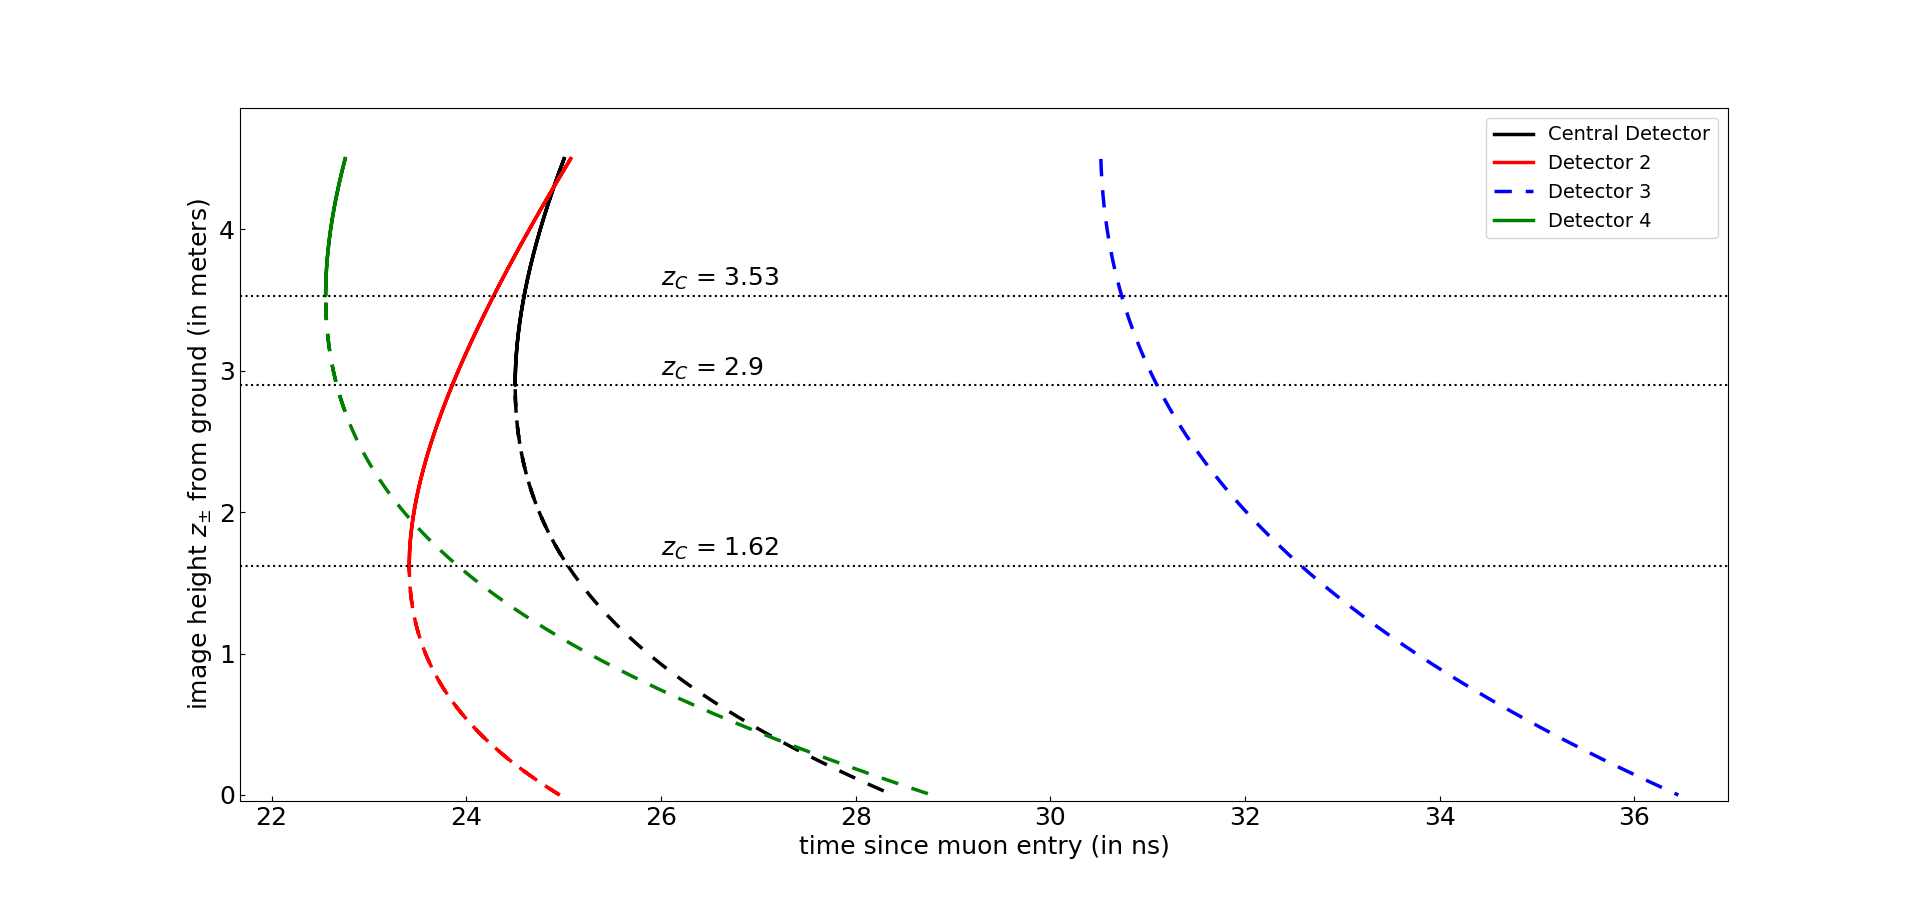 Central Detector
Detector 2
Detector 3
Detector 4
z_C = 3.53
z_C = 2.9
z_C = 1.62
image height z_± from ground (in meters)
4
3
2
1
0
22 24 26 28 30 32 34 36
time since muon entry (in ns)